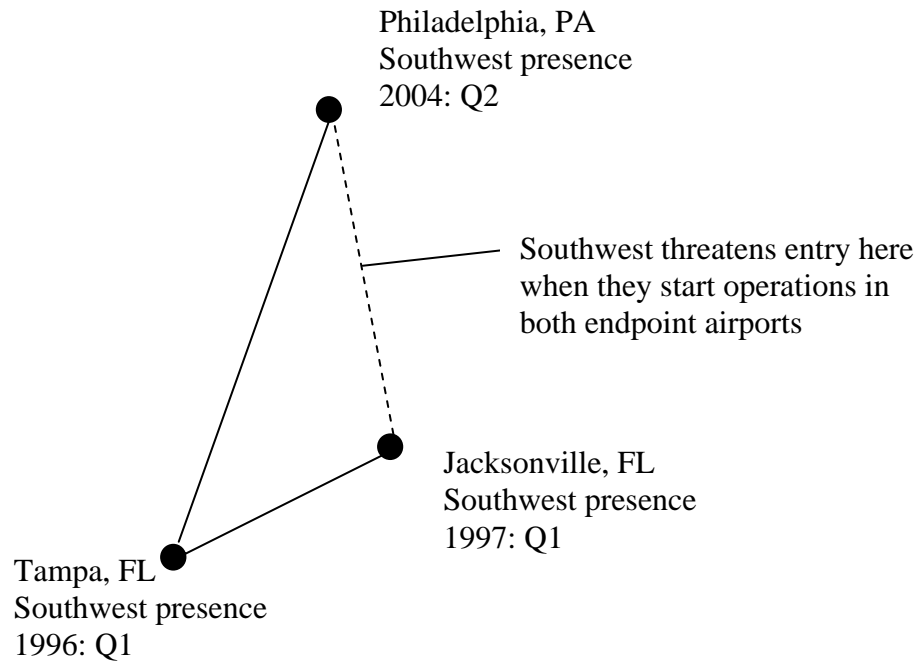 Philadelphia, PA
Southwest presence
2004: Q2
Southwest threatens entry here
when they start operations in
both endpoint airports
Jacksonville, FL
Southwest presence
1997: Q1
Tampa, FL
Southwest presence
1996: Q1